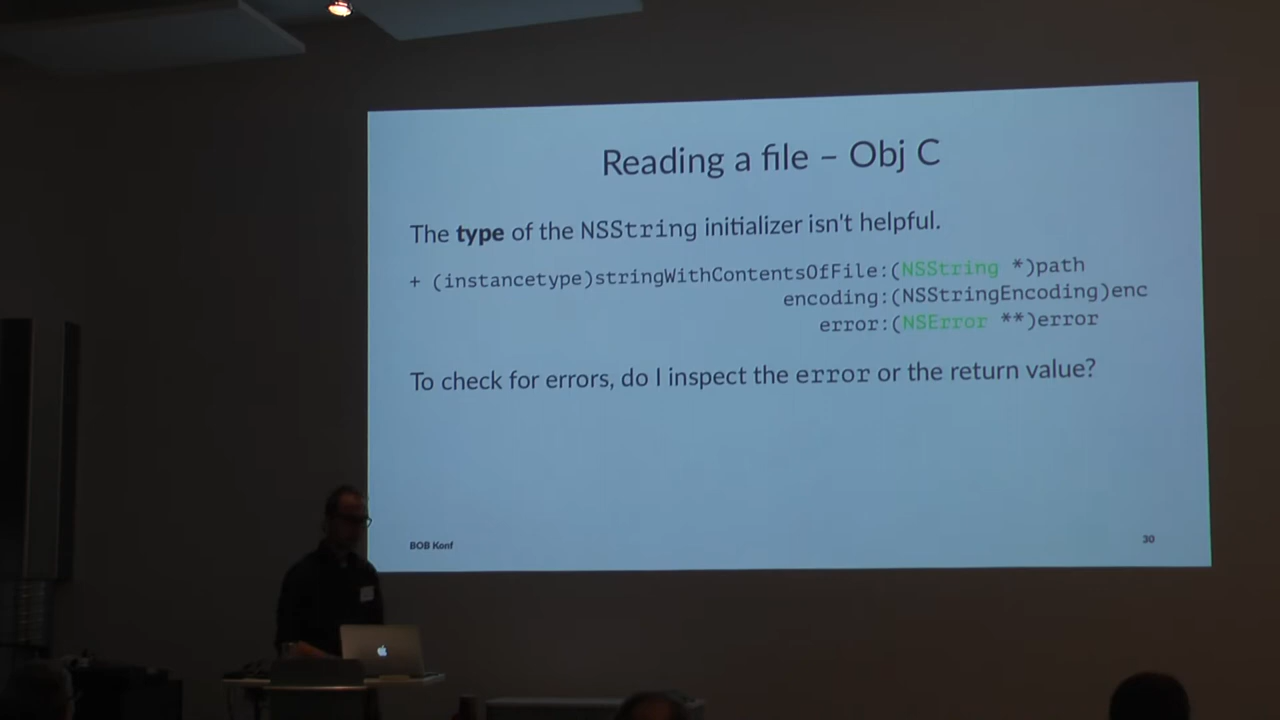 Reading a file – Obj C
The type of the NSString initializer isn't helpful.
+ (instancetype)stringWithContentsOfFile:(NSString *)path
encoding:(NSStringEncoding)enc
error:(NSError **)error
To check for errors, do I inspect the error or the return value?
BOB Konf
30